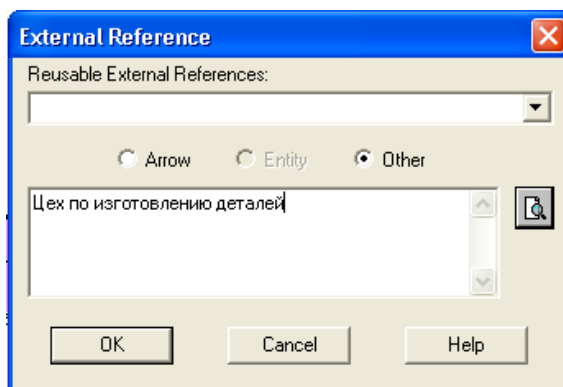 External Reference
Reusable External References:
Arrow Entity Other
Цех по изготовлению деталей
OK Cancel Help